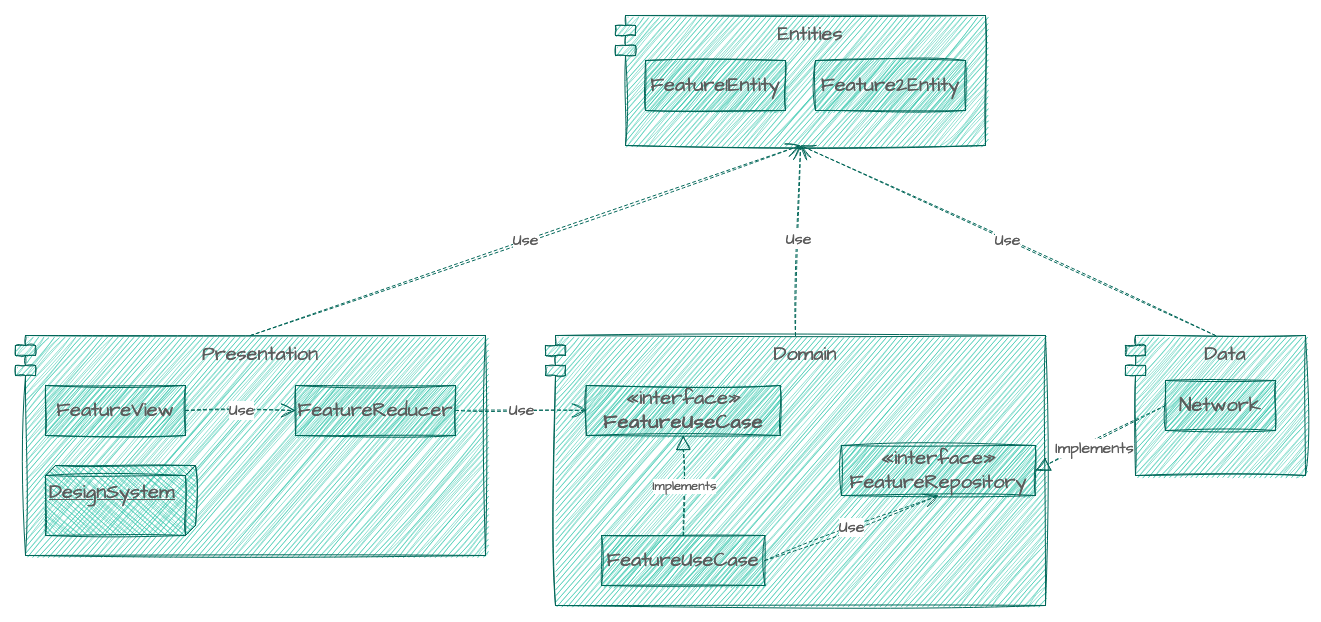 Entities
Feature1Entity
Feature2Entity
Use
Use
Use
Presentation
FeatureView
Use
FeatureReducer
Use
DesignSystem
Domain
«interface»
FeatureUseCase
Implements
FeatureUseCase
Use
«interface»
FeatureRepository
Implements
Data
Network